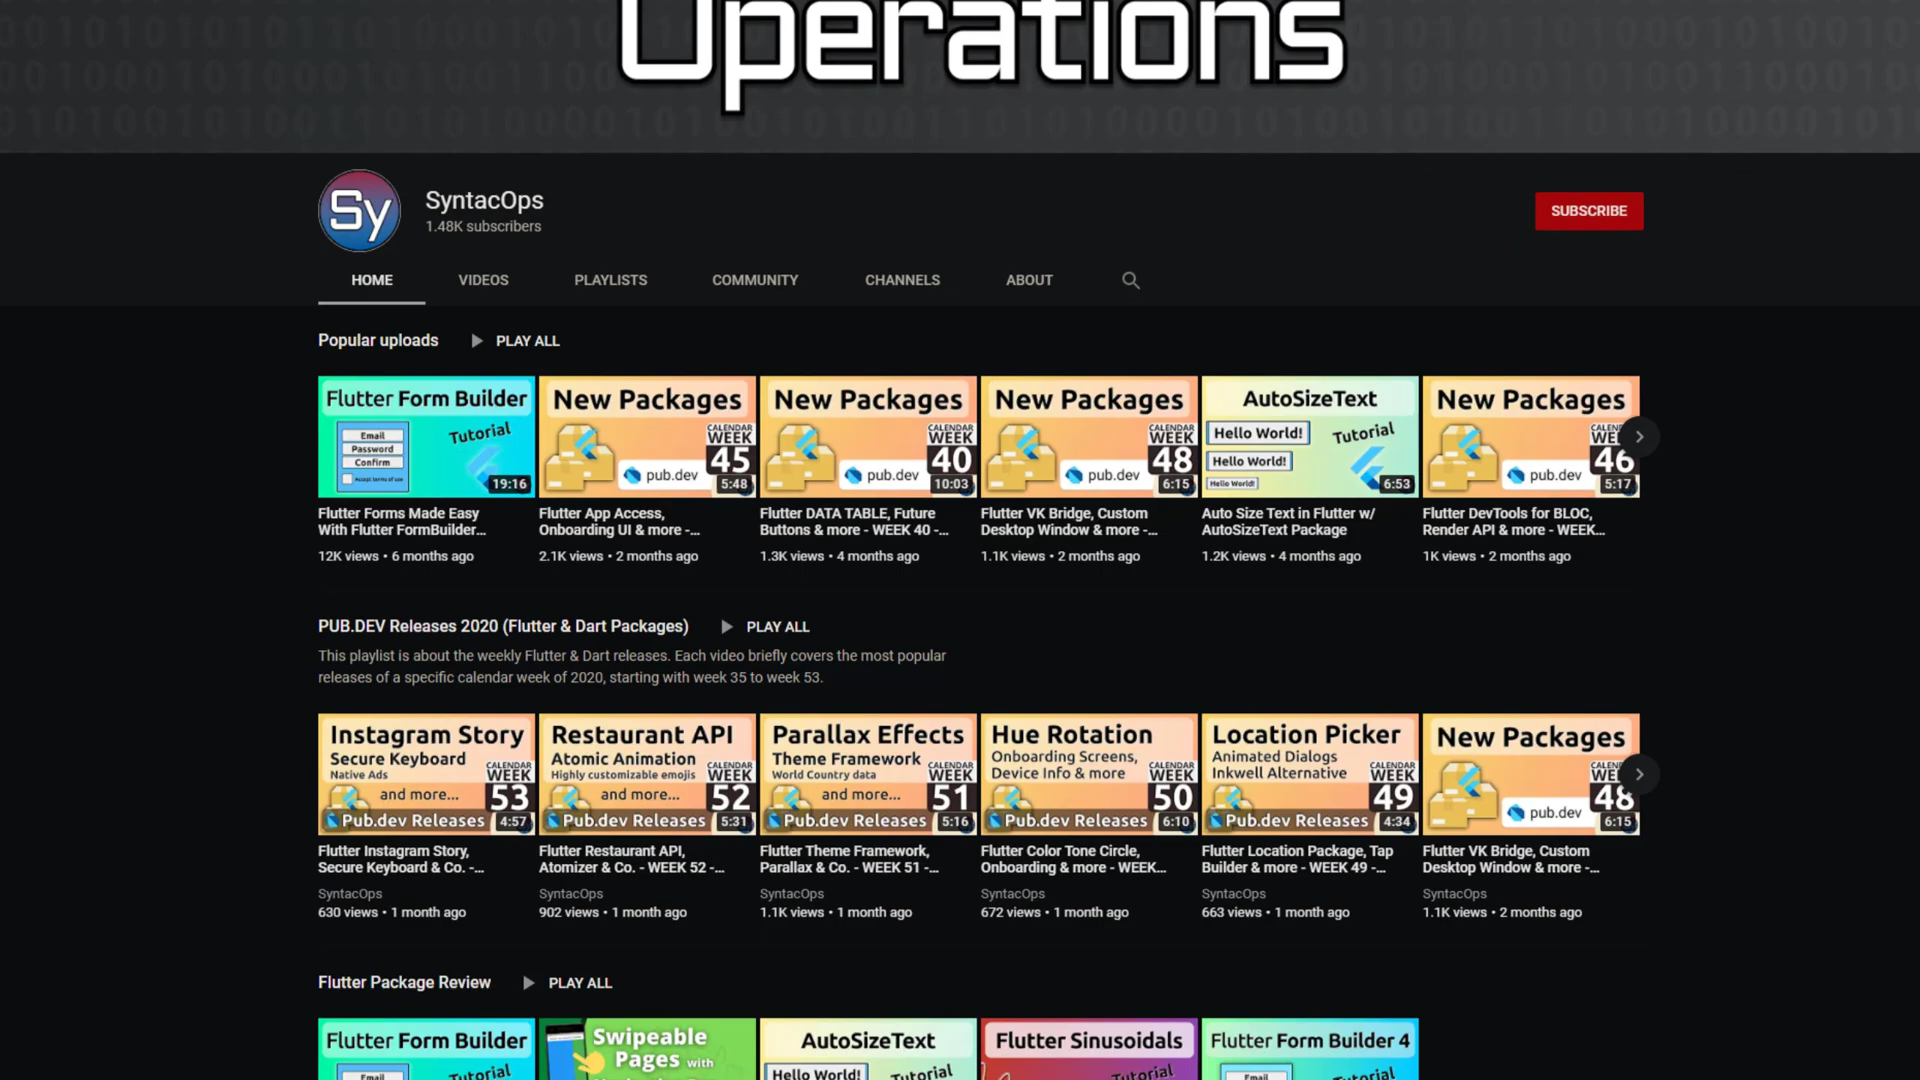 Operations
Sy
SyntacOps
1.48K subscribers
SUBSCRIBE
HOME
VIDEOS
PLAYLISTS
COMMUNITY
CHANNELS
ABOUT
Popular uploads
PLAY ALL
Flutter Form Builder
Tutorial
Email
Password
Confirm
Accept terms of use
19:16
Flutter Forms Made Easy
With Flutter FormBuilder...
12K views • 6 months ago
New Packages
CALENDAR
WEEK
45
pub.dev
5:48
Flutter App Access,
Onboarding UI & more -...
2.1K views • 2 months ago
New Packages
CALENDAR
WEEK
40
pub.dev
10:03
Flutter DATA TABLE, Future
Buttons & more - WEEK 40 -...
1.3K views • 4 months ago
New Packages
CALENDAR
WEEK
48
pub.dev
6:15
Flutter VK Bridge, Custom
Desktop Window & more -...
1.1K views • 2 months ago
AutoSizeText
Hello World!
Tutorial
Hello World!
Hello World!
6:53
Auto Size Text in Flutter w/
AutoSizeText Package
1.2K views • 4 months ago
New Packages
46
pub.dev
5:17
Flutter DevTools for BLOC,
Render API & more - WEEK...
1K views • 2 months ago
PUB.DEV Releases 2020 (Flutter & Dart Packages)
PLAY ALL
This playlist is about the weekly Flutter & Dart releases. Each video briefly covers the most popular
releases of a specific calendar week of 2020, starting with week 35 to week 53.
Instagram Story
Secure Keyboard
Native Ads
CALENDAR
WEEK
and more...
53
Pub.dev Releases
4:57
Flutter Instagram Story,
Secure Keyboard & Co. -...
SyntacOps
630 views • 1 month ago
Restaurant API
Atomic Animation
Highly customizable emojis
CALENDAR
WEEK
and more...
52
Pub.dev Releases
5:31
Flutter Restaurant API,
Atomizer & Co. - WEEK 52 -...
SyntacOps
902 views • 1 month ago
Parallax Effects
Theme Framework
World Country data
CALENDAR
WEEK
and more...
51
Pub.dev Releases
5:16
Flutter Theme Framework,
Parallax & Co. - WEEK 51 -...
SyntacOps
1.1K views • 1 month ago
Hue Rotation
Onboarding Screens,
Device Info & more
CALENDAR
WEEK
50
Pub.dev Releases
6:10
Flutter Color Tone Circle,
Onboarding & more - WEEK...
SyntacOps
672 views • 1 month ago
Location Picker
Animated Dialogs
Inkwell Alternative
CALENDAR
WEEK
49
Pub.dev Releases
4:34
Flutter Location Package, Tap
Builder & more - WEEK 49 -...
SyntacOps
663 views • 1 month ago
New Packages
48
pub.dev
6:15
Flutter VK Bridge, Custom
Desktop Window & more -...
SyntacOps
1.1K views • 2 months ago
Flutter Package Review
PLAY ALL
Flutter Form Builder
Email
Tutorial
Swipeable
Pages with
AutoSizeText
Hello World!
Tutorial
Flutter Sinusoidals
Tutorial
Flutter Form Builder 4
Email
Tutorial